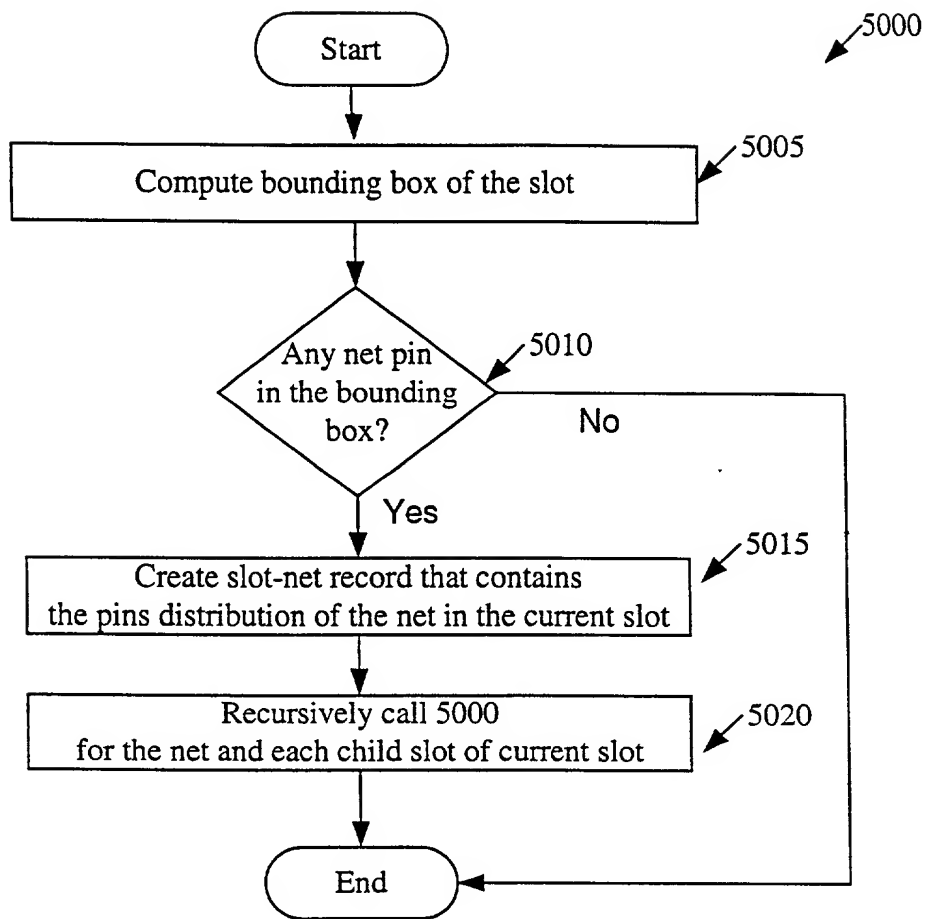 Start
5000
5005
Compute bounding box of the slot
5010
Any net pin
in the bounding
box?
No
Yes
5015
Create slot-net record that contains
the pins distribution of the net in the current slot
5020
Recursively call 5000
for the net and each child slot of current slot
End